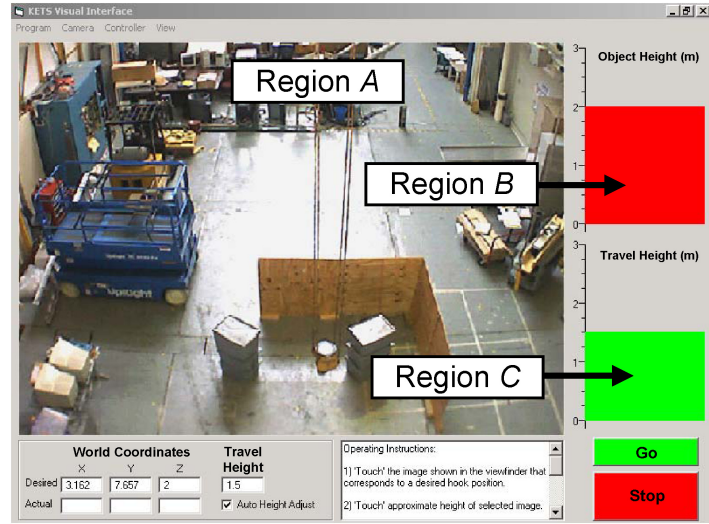 KETS Visual Interface
Program Camera Controller View
Region A
Object Height (m)
3
2
1
0
Region B
Travel Height (m)
3
2
1
0
Region C
UpRight
World Coordinates
Travel Height
X Y Z
Desired 3.162 7.657 2 1.5
Actual
Auto Height Adjust
Operating Instructions:
1) 'Touch' the image shown in the viewfinder that
corresponds to a desired hook position.
2) 'Touch' approximate height of selected image.
Go
Stop